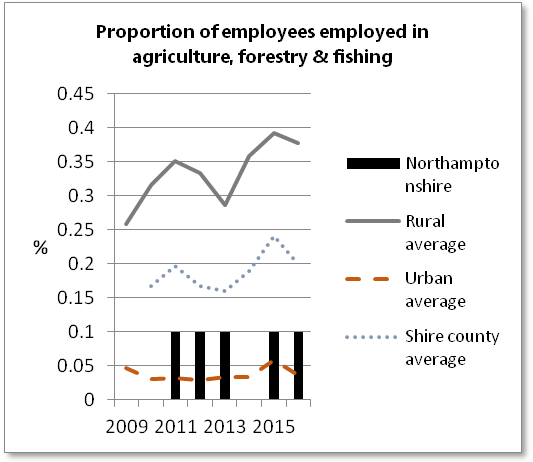 Proportion of employees employed in
agriculture, forestry & fishing
0.45
0.4
0.35
0.3
0.25
0.2
0.15
0.1
0.05
0
%
2009 2011 2013 2015
Northampto
nshire
Rural
average
Urban
average
Shire county
average